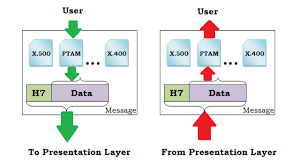 User
X.500 FTAM ... X.400
H7 Data
Message
To Presentation Layer
User
X.500 FTAM ... X.400
H7 Data
Message
From Presentation Layer